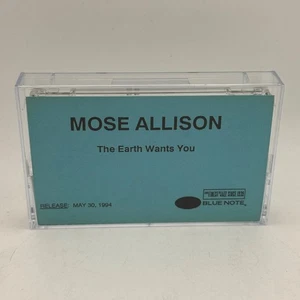 MOSE ALLISON
The Earth Wants You
RELEASE: MAY 30, 1994
BLUE NOTE